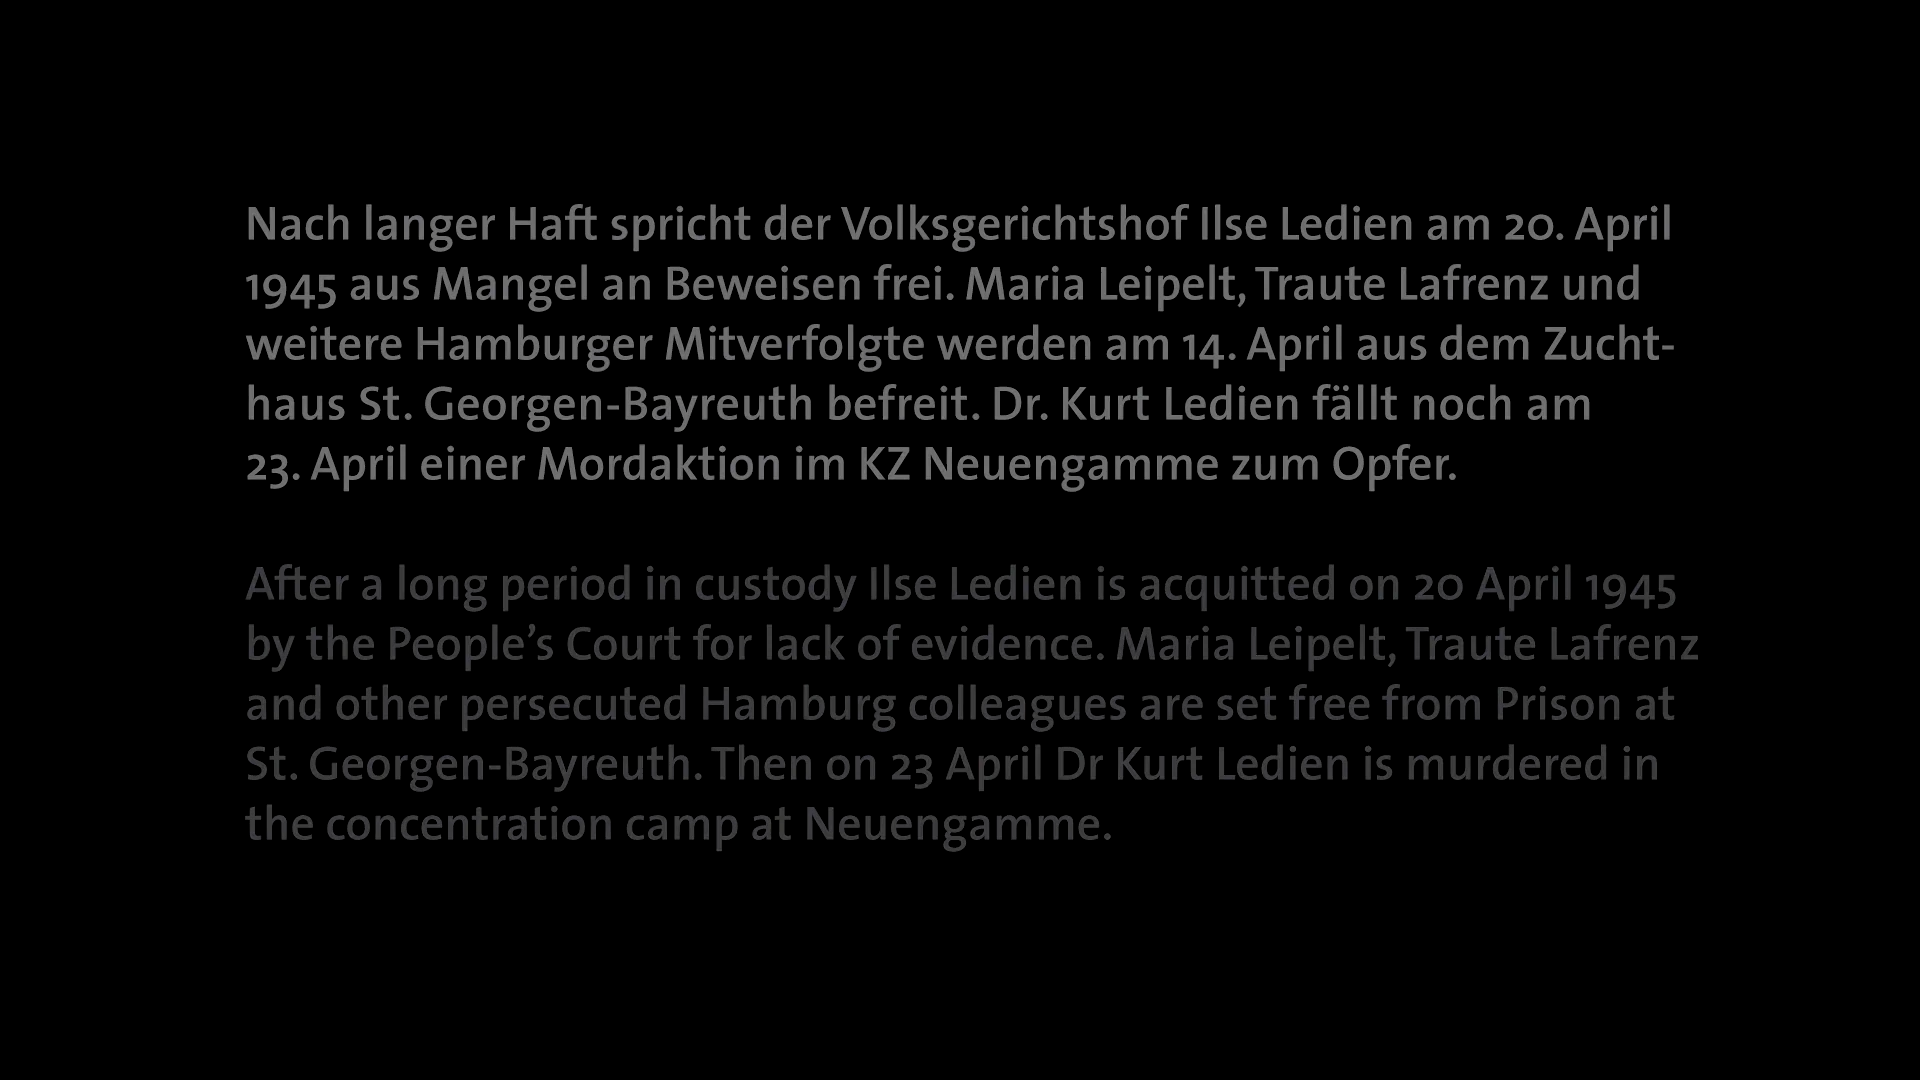 Nach langer Haft spricht der Volksgerichtshof Ilse Ledien am 20. April
1945 aus Mangel an Beweisen frei. Maria Leipelt, Traute Lafrenz und
weitere Hamburger Mitverfolgte werden am 14. April aus dem Zucht-
haus St. Georgen-Bayreuth befreit. Dr. Kurt Ledien fällt noch am
23. April einer Mordaktion im KZ Neuengamme zum Opfer.
After a long period in custody Ilse Ledien is acquitted on 20 April 1945
by the People’s Court for lack of evidence. Maria Leipelt, Traute Lafrenz
and other persecuted Hamburg colleagues are set free from Prison at
St. Georgen-Bayreuth. Then on 23 April Dr Kurt Ledien is murdered in
the concentration camp at Neuengamme.